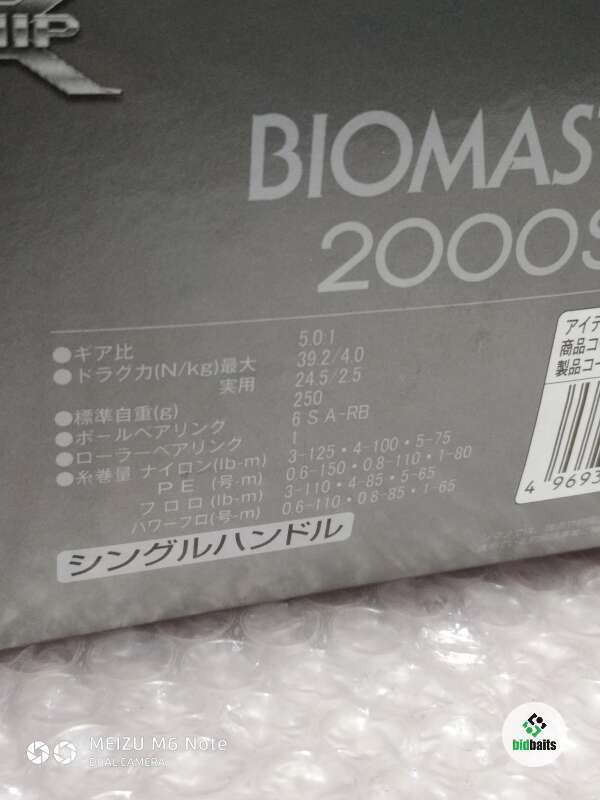 HIP
BIOMAST
2000S
●ギア比 5.0:1
●ドラグ力(N/kg)最大 39.2/4.0
実用 24.5/2.5
●標準自重(g) 250
●ボールベアリング 6 S A-RB
●ローラーベアリング 1
●糸巻量 ナイロン(lb-m) 3-125・4-100・5-75
PE (号-m) 0.6-150・0.8-110・1-80
フロロ(lb-m) 3-110・4-85・5-65
パワープロ(号-m) 0.6-110・0.8-85・1-65
シングルハンドル
アイテ
商品コ
製品コー
4 969
MEIZU M6 Note
DUAL CAMERA
bidbaits